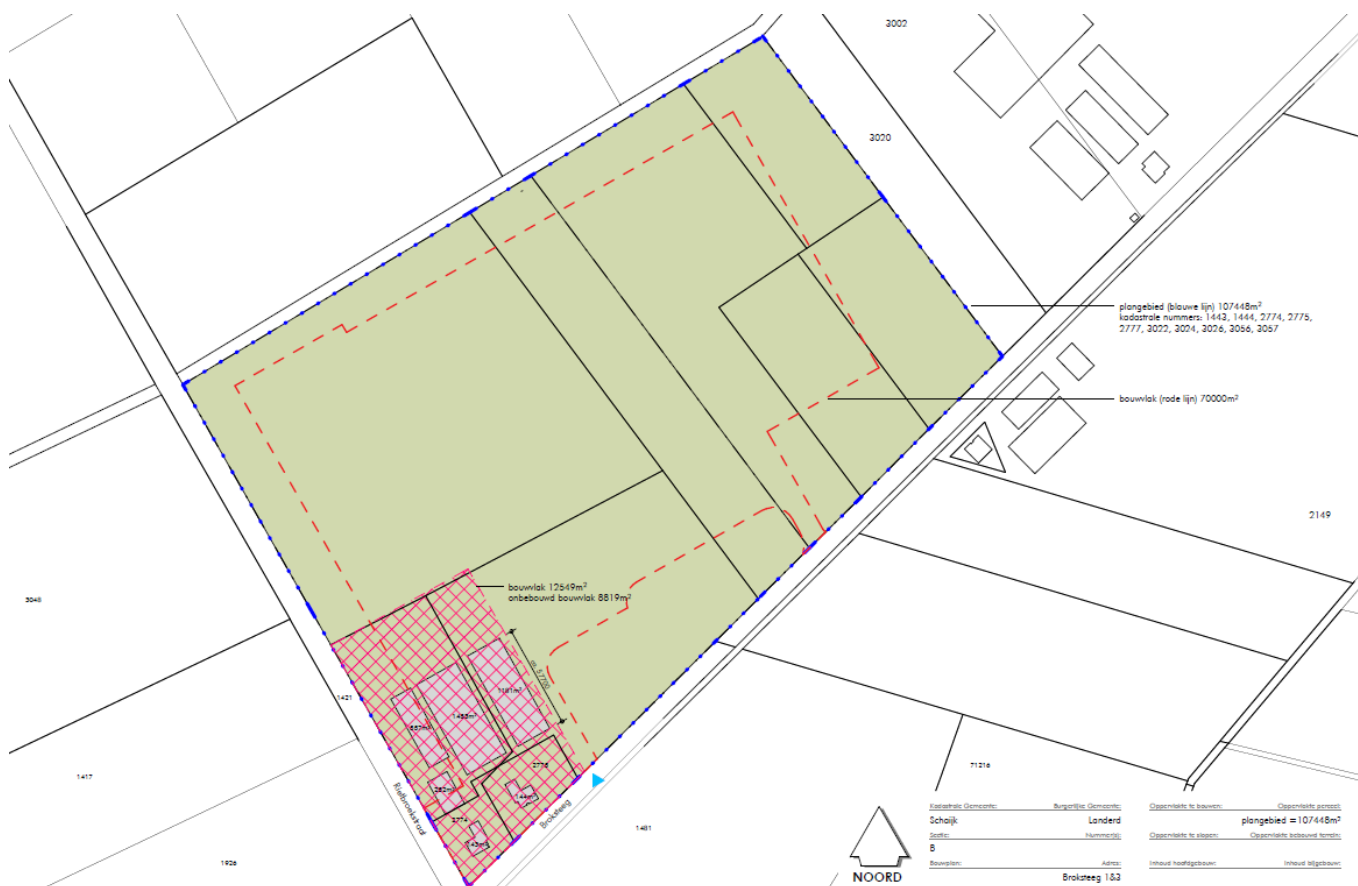 3002
3020
plangebied (blauwe lijn) 107448m²
kadastrale nummers: 1443, 1444, 2774, 2775,
2777, 3022, 3024, 3026, 3056, 3057
bouwvlak (rode lijn) 70000m²
2149
bouwvlak 12549m²
onbebouwd bouwvlak 8819m²
3048
1421
1417
1926
2774
144m²
Rietbroekstraat
Broksteeg
1481
71216
NOORD
Kadastrale Gemeente: Burgerlijke Gemeente: Oppervlakte te bouwen: Oppervlakte perceel:
Schaijk Landerd plangebied =107448m²
Sectie: Nummer(s): Oppervlakte te slopen: Oppervlakte bebouwd terrein:
B
Bouwplan: Adres: Inhoud hoofdgebouw: Inhoud bijgebouw:
Broksteeg 1&3